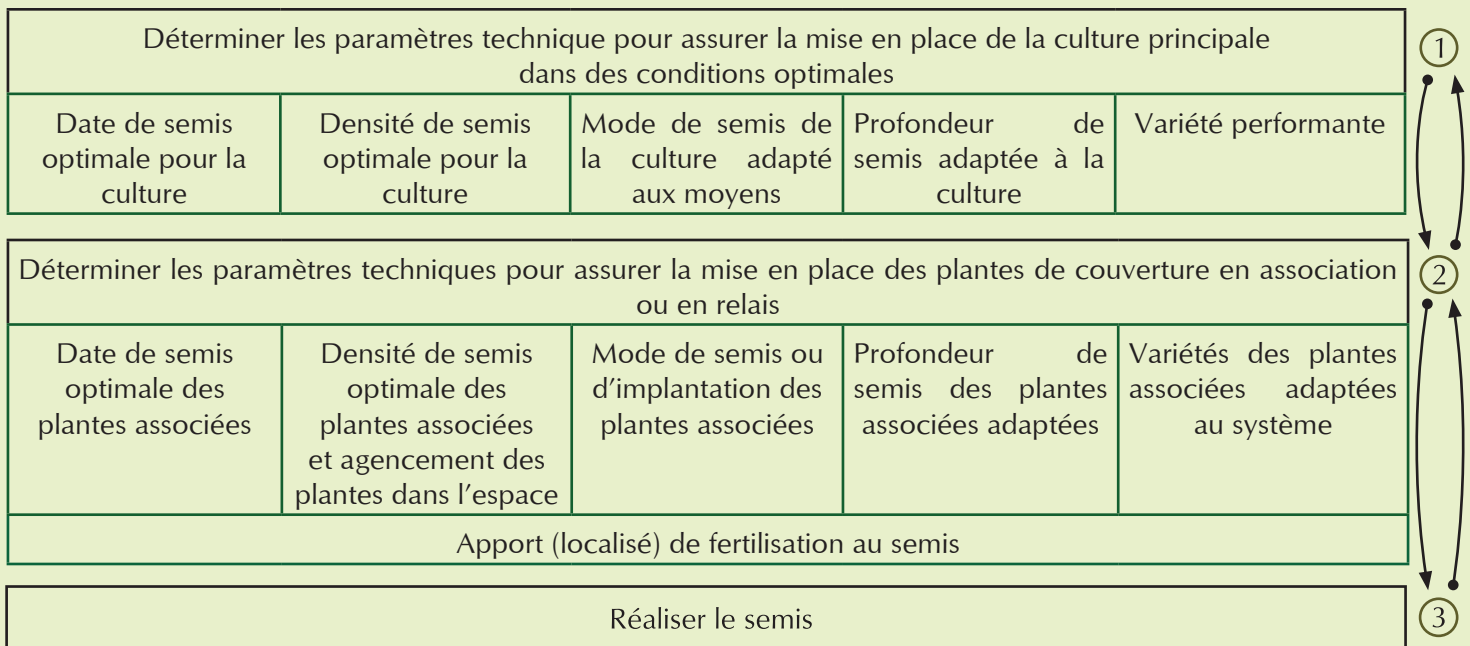 Déterminer les paramètres technique pour assurer la mise en place de la culture principale
dans des conditions optimales
1
Date de semis
optimale pour la
culture
Densité de semis
optimale pour la
culture
Mode de semis de
la culture adapté
aux moyens
Profondeur de
semis adaptée à la
culture
Variété performante
Déterminer les paramètres techniques pour assurer la mise en place des plantes de couverture en association
ou en relais
2
Date de semis
optimale des
plantes associées
Densité de semis
optimale des
plantes associées
et agencement des
plantes dans l'espace
Mode de semis ou
d'implantation des
plantes associées
Profondeur de
semis des plantes
associées adaptées
Variétés des plantes
associées adaptées
au système
Apport (localisé) de fertilisation au semis
Réaliser le semis
3